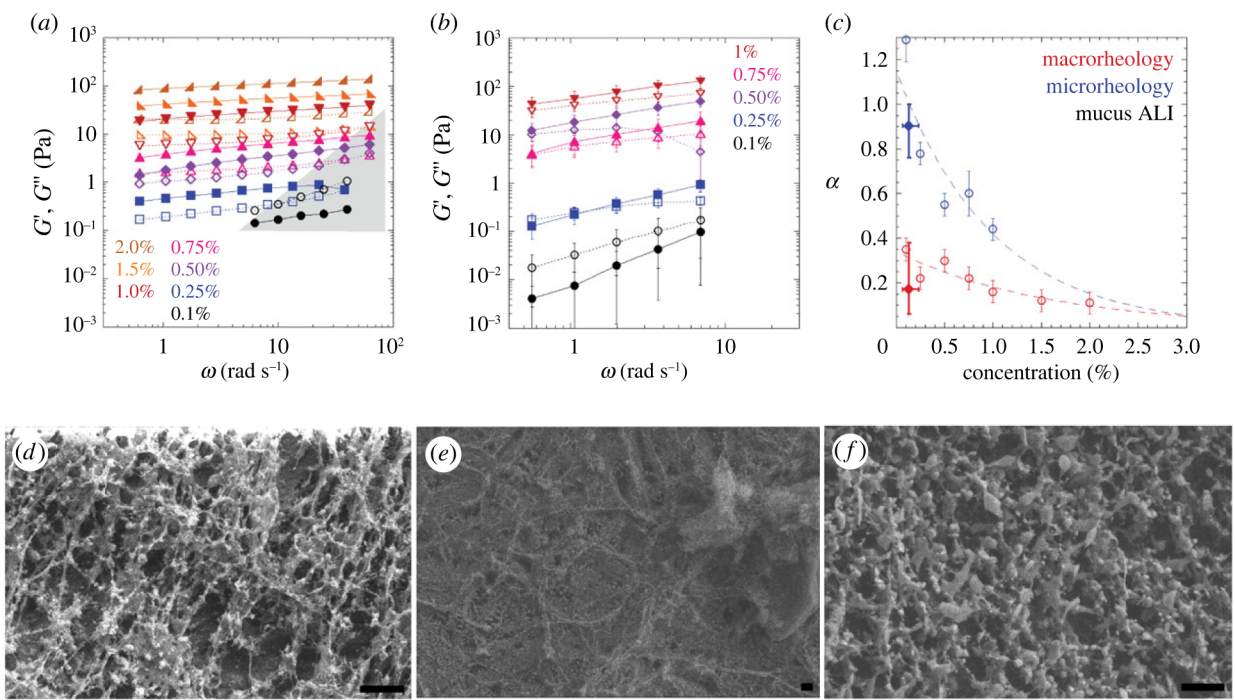 (a)
G′, G″ (Pa)
10³
10²
10
1
10⁻¹
10⁻²
10⁻³
2.0% 0.75%
1.5% 0.50%
1.0% 0.25%
0.1%
1 10 10²
ω (rad s⁻¹)
(b)
G′, G″ (Pa)
10³
10²
10
1
10⁻¹
10⁻²
10⁻³
1%
0.75%
0.50%
0.25%
0.1%
1 10
ω (rad s⁻¹)
(c)
α
1.2
1.0
0.8
0.6
0.4
0.2
macrorheology
microrheology
mucus ALI
0 0.5 1.0 1.5 2.0 2.5 3.0
concentration (%)
(d)
(e)
(f)